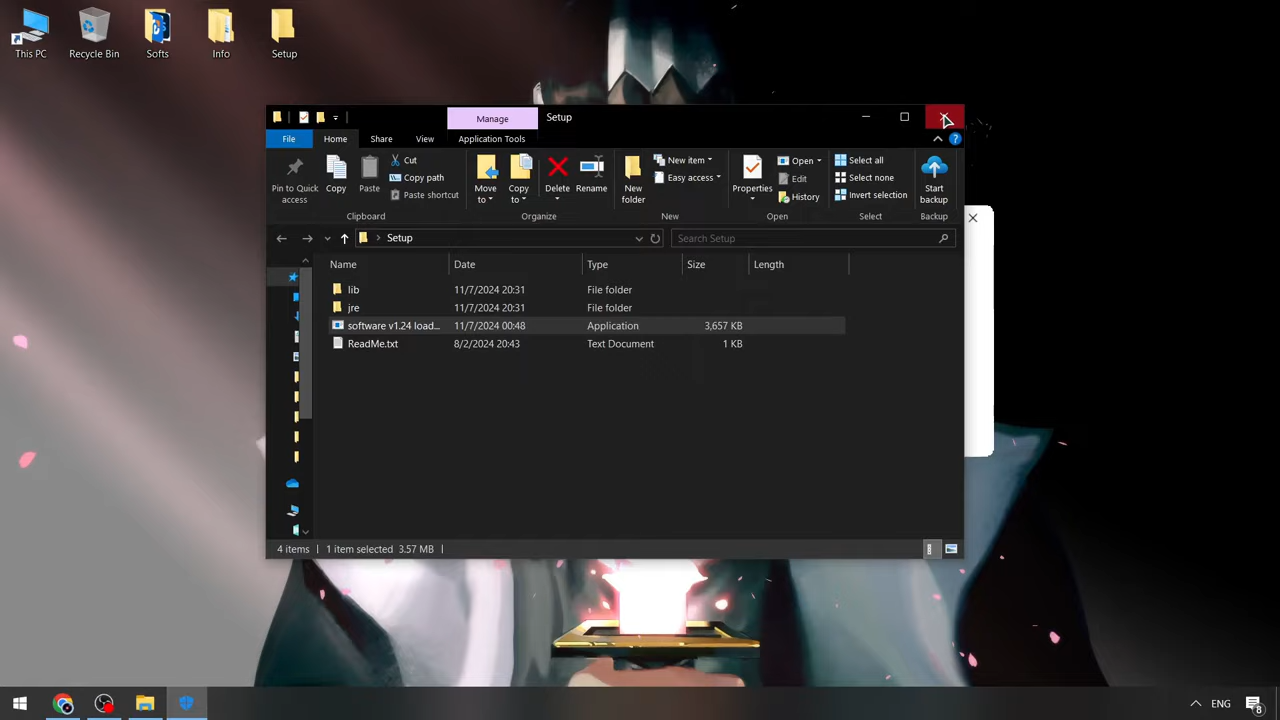 This PC
Recycle Bin
Softs
Info
Setup
Manage
Setup
File
Home
Share
View
Application Tools
Pin to Quick access
Copy
Paste
Cut
Copy path
Paste shortcut
Clipboard
Move to
Copy to
Delete
Rename
Organize
New folder
New item
Easy access
New
Properties
Open
Edit
History
Open
Select all
Select none
Invert selection
Select
Start backup
Backup
Setup
Search Setup
Name Date Type Size Length
lib 11/7/2024 20:31 File folder
jre 11/7/2024 20:31 File folder
software v1.24 load... 11/7/2024 00:48 Application 3,657 KB
ReadMe.txt 8/2/2024 20:43 Text Document 1 KB
4 items 1 item selected 3.57 MB
ENG
8